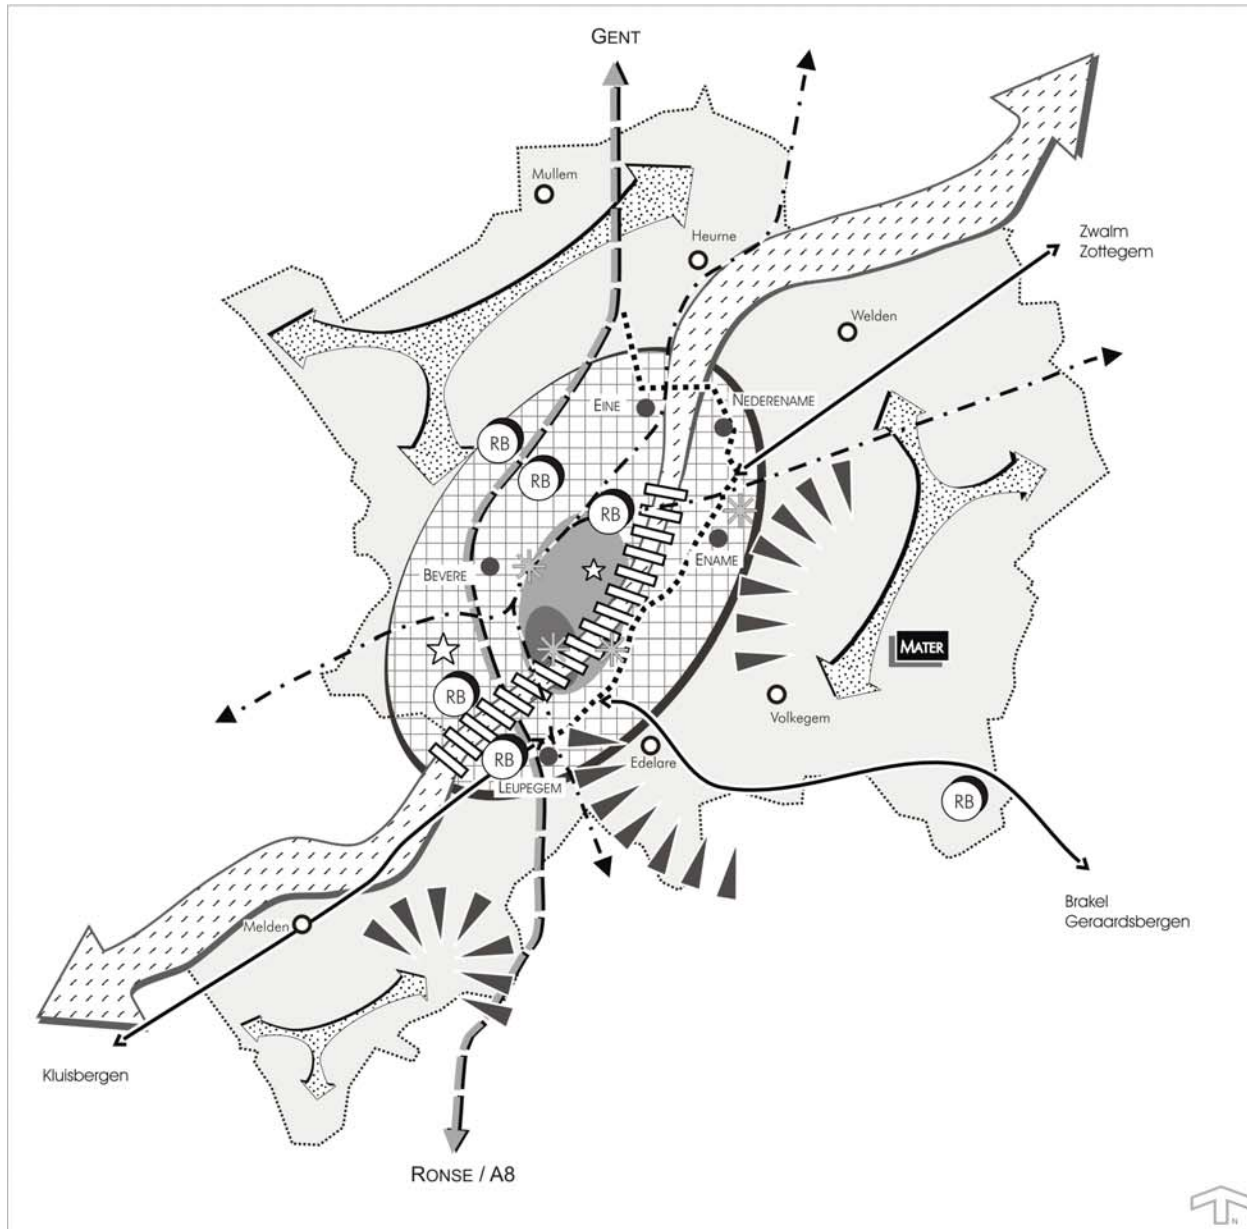 GENT
Mullem
Heurne
Zwalm
Zottegem
Welden
EINE
NEDERENAME
RB
RB
RB
ENAME
BEVERE
MATER
RB
Volkegem
RB
Edelare
LEUPEGEM
RB
Melden
Brakel
Geraardsbergen
Kluisbergen
RONSE / A8
N